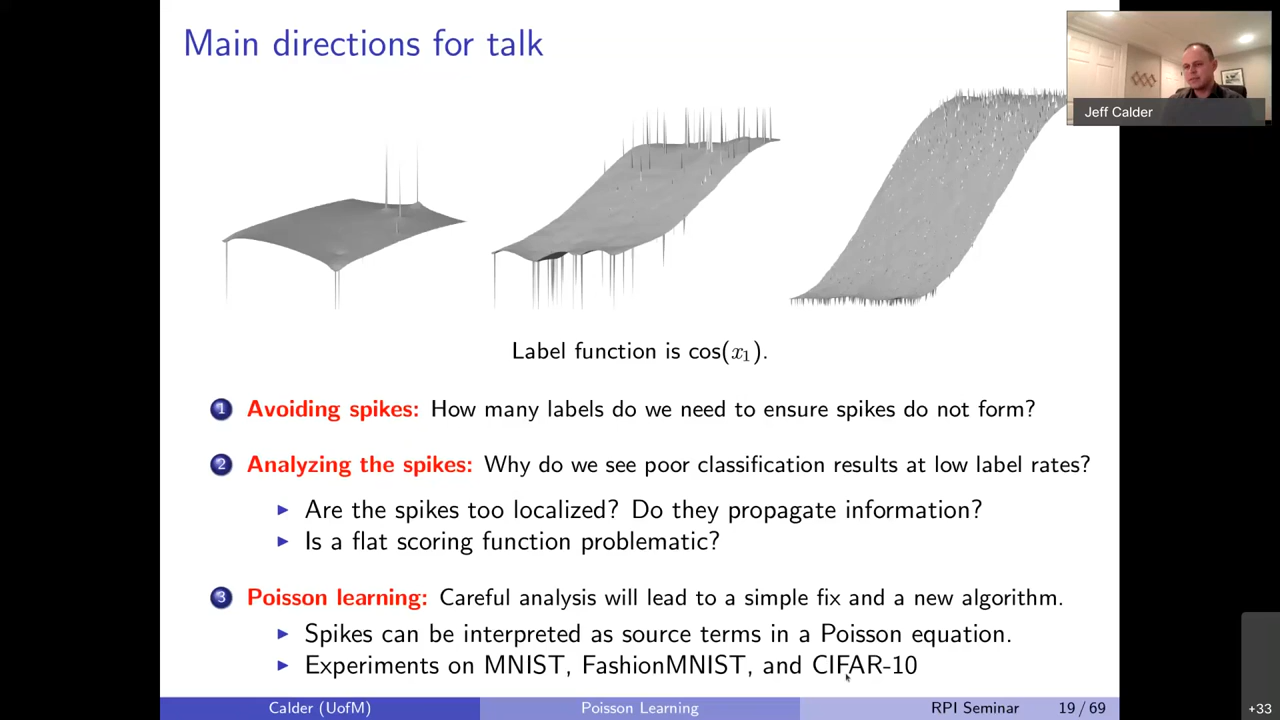 Main directions for talk
Jeff Calder
Label function is cos(x₁).
1 Avoiding spikes: How many labels do we need to ensure spikes do not form?
2 Analyzing the spikes: Why do we see poor classification results at low label rates?
▶ Are the spikes too localized? Do they propagate information?
▶ Is a flat scoring function problematic?
3 Poisson learning: Careful analysis will lead to a simple fix and a new algorithm.
▶ Spikes can be interpreted as source terms in a Poisson equation.
▶ Experiments on MNIST, FashionMNIST, and CIFAR-10
Calder (UofM) Poisson Learning RPI Seminar 19 / 69
+33